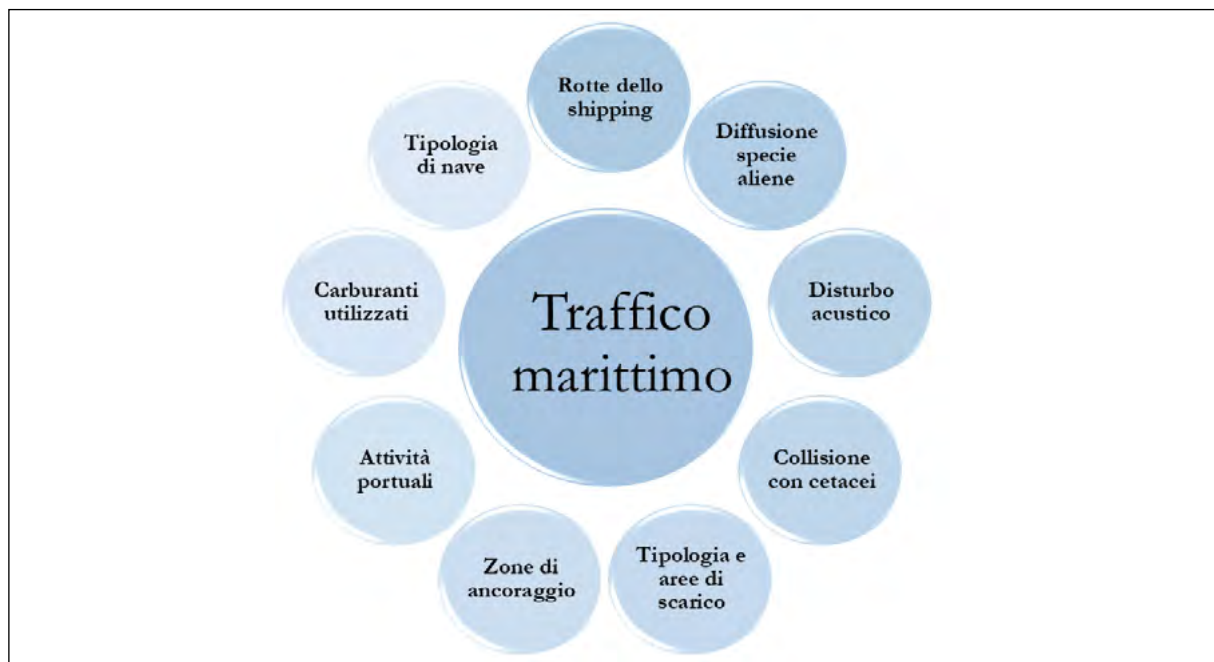 Rotte dello
shipping
Diffusione
specie
aliene
Disturbo
acustico
Collisione
con cetacei
Tipologia e
aree di
scarico
Zone di
ancoraggio
Attività
portuali
Carburanti
utilizzati
Tipologia
di nave
Traffico
marittimo